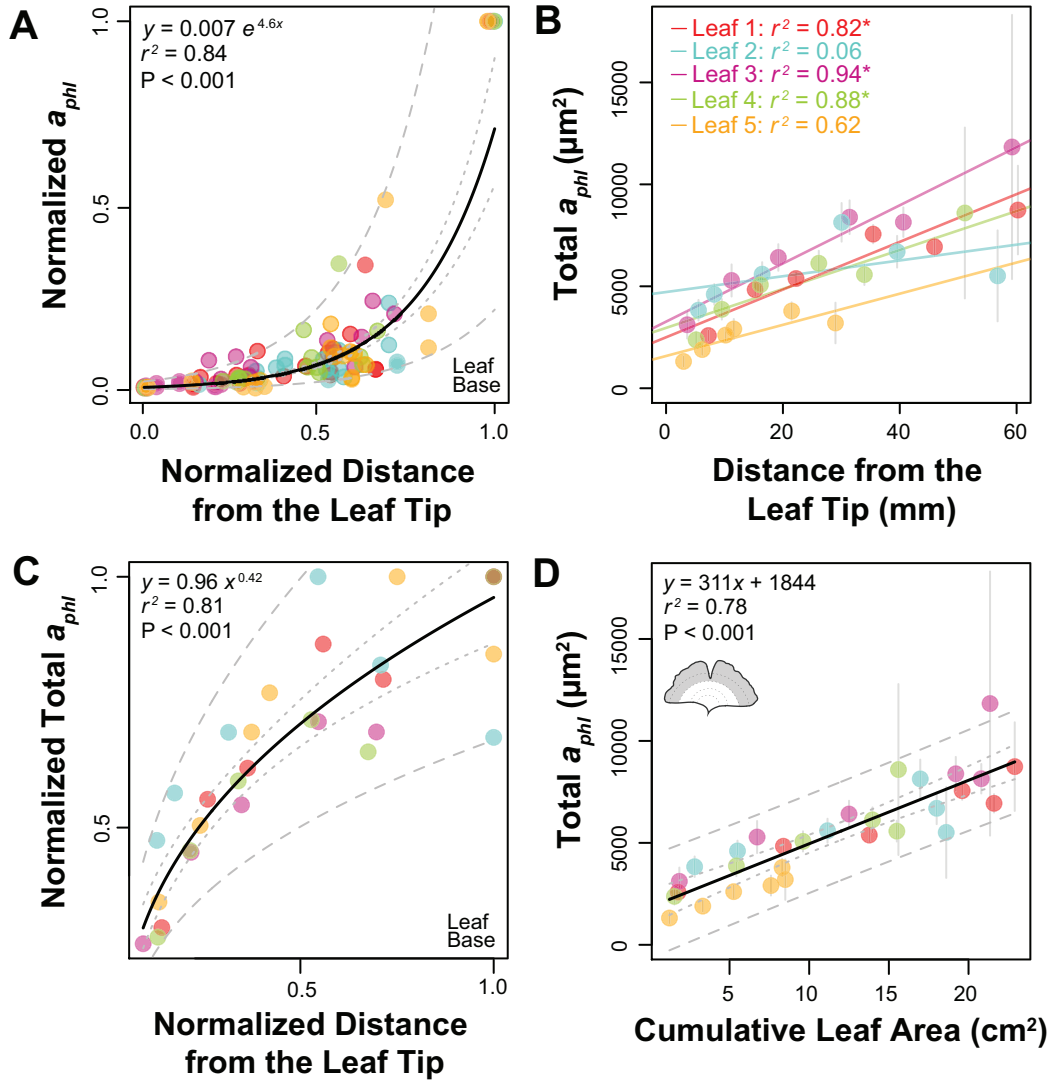 A
y = 0.007 e^4.6x
r² = 0.84
P < 0.001
Normalized a_phl
1.0
0.5
0.0
Leaf
Base
0.0 0.5 1.0
Normalized Distance
from the Leaf Tip
B
Leaf 1: r² = 0.82*
Leaf 2: r² = 0.06
Leaf 3: r² = 0.94*
Leaf 4: r² = 0.88*
Leaf 5: r² = 0.62
Total a_phl (µm²)
15000
10000
5000
0
0 20 40 60
Distance from the
Leaf Tip (mm)
C
y = 0.96 x^0.42
r² = 0.81
P < 0.001
Normalized Total a_phl
1.0
0.5
Leaf
Base
0.5 1.0
Normalized Distance
from the Leaf Tip
D
y = 311x + 1844
r² = 0.78
P < 0.001
Total a_phl (µm²)
15000
10000
5000
0
5 10 15 20
Cumulative Leaf Area (cm²)